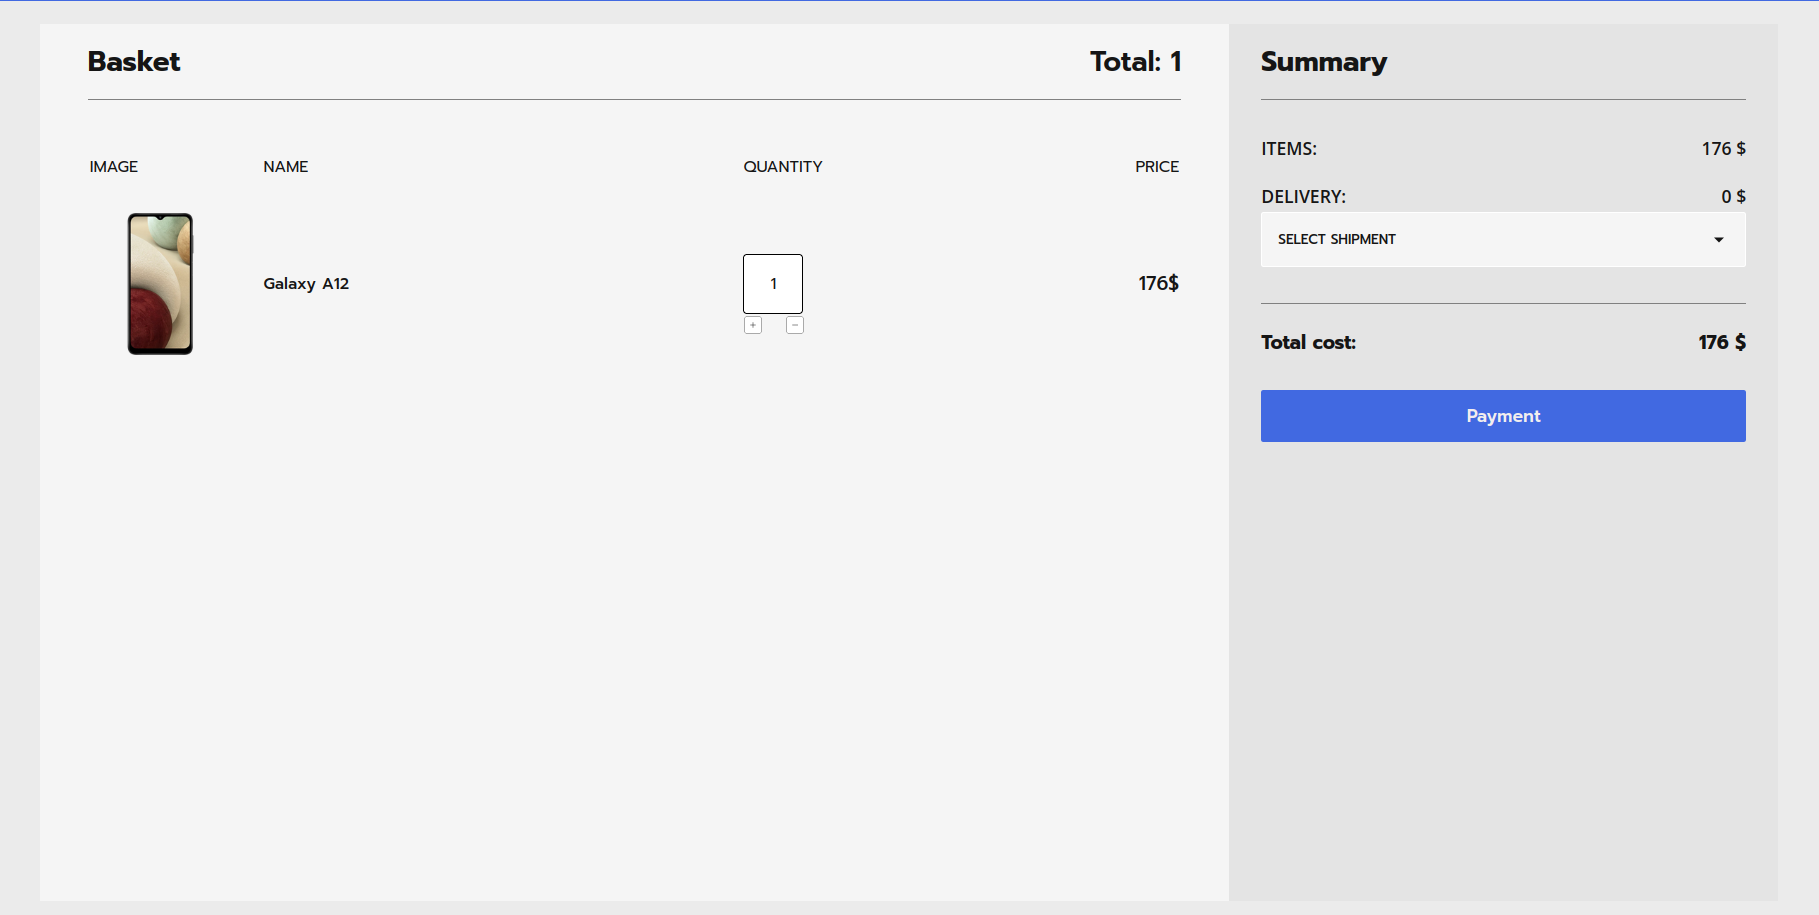 Basket
Total: 1
IMAGE
NAME
QUANTITY
PRICE
Galaxy A12
1
176$
+
−
Summary
ITEMS:
176 $
DELIVERY:
0 $
SELECT SHIPMENT
Total cost:
176 $
Payment